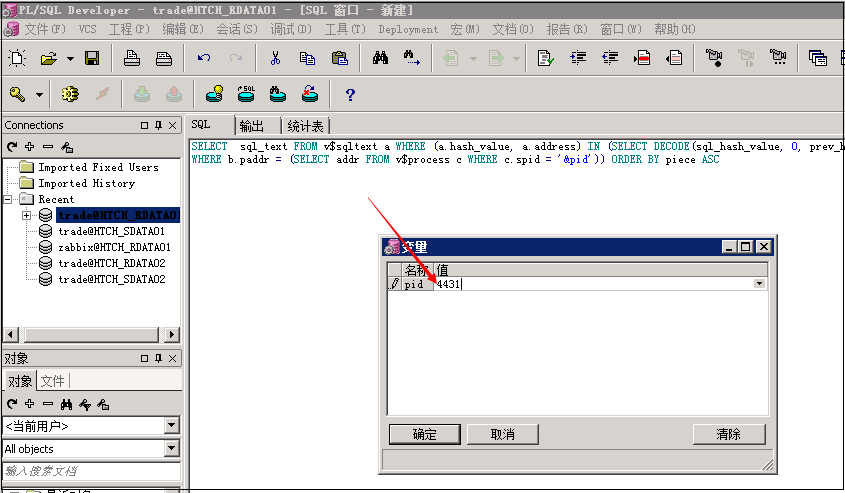 PL/SQL Developer - trade@HTCH_RDATA01 - [SQL 窗口 - 新建]
文件(F) VCS 工程(P) 编辑(E) 会话(S) 调试(D) 工具(T) Deployment 宏(M) 文档(O) 报告(R) 窗口(W) 帮助(H)
SQL
?
Connections
SQL 输出 统计表
SELECT sql_text FROM v$sqltext a WHERE (a.hash_value, a.address) IN (SELECT DECODE(sql_hash_value, 0, prev_h
WHERE b.paddr = (SELECT addr FROM v$process c WHERE c.spid = '&pid')) ORDER BY piece ASC
Imported Fixed Users
Imported History
Recent
trade@HTCH_RDATA01
trade@HTCH_SDATA01
zabbix@HTCH_RDATA01
trade@HTCH_RDATA02
trade@HTCH_SDATA02
变量
名称 值
pid 4431
确定 取消 清除
对象
对象 文件
<当前用户>
All objects
输入搜索文档
最近对象